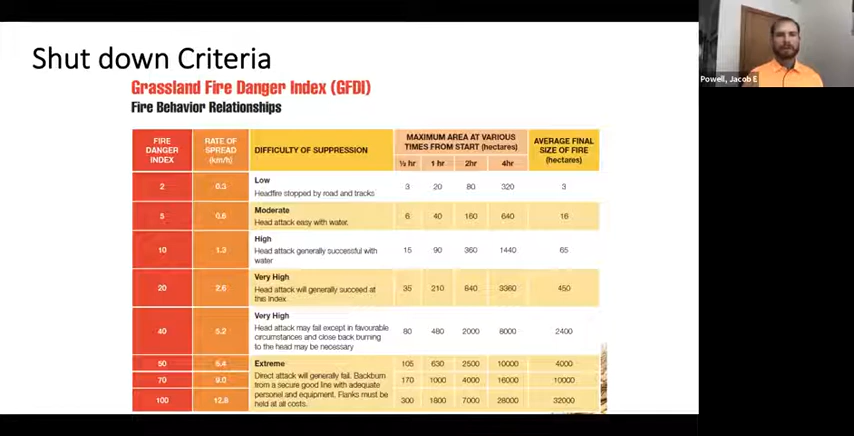 Shut down Criteria
Powell, Jacob E
Grassland Fire Danger Index (GFDI)
Fire Behavior Relationships
FIRE DANGER INDEX
RATE OF SPREAD (km/h)
DIFFICULTY OF SUPPRESSION
MAXIMUM AREA AT VARIOUS TIMES FROM START (hectares)
AVERAGE FINAL SIZE OF FIRE (hectares)
½ hr 1 hr 2hr 4hr
Low
2 0.3 Headfire stopped by road and tracks 3 20 80 320 3
Moderate
5 Head attack easy with water. 6 40 160 640 16
High
10 1.3 Head attack generally successful with 15 90 360 1440 65
water
Very High
20 2.6 Head attack will generally succeed at 35 210 840 3360 450
this index
Very High
40 5.2 Head attack may fail except in favourable 80 480 2000 8000 2400
circumstances and close back burning
to the head may be necessary
50 6.4 Extreme 105 630 2500 10000 4000
Direct attack will generally fail. Backburn
70 9.0 from a secure good line with adequate 170 1000 4000 16000 10000
personel and equipment. Flanks must be
100 12.8 held at all costs. 300 1800 7000 28000 32000